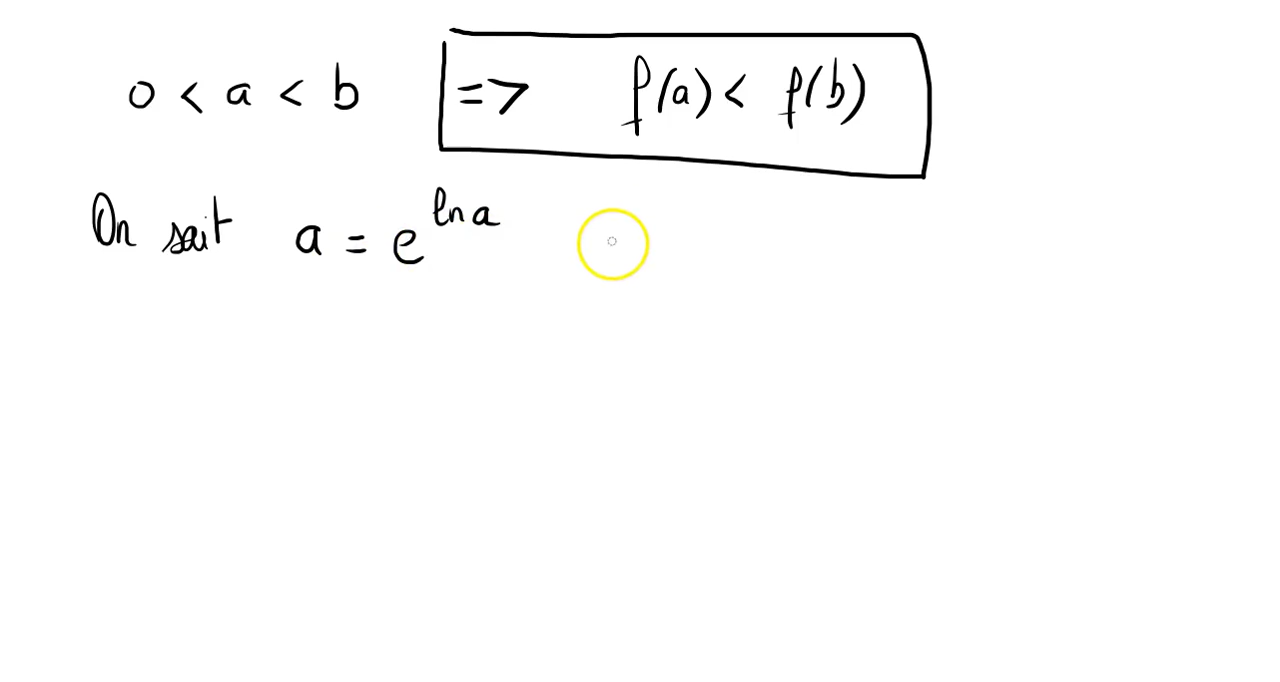 0 < a < b => f(a) < f(b)
On sait a = e^{ln a}